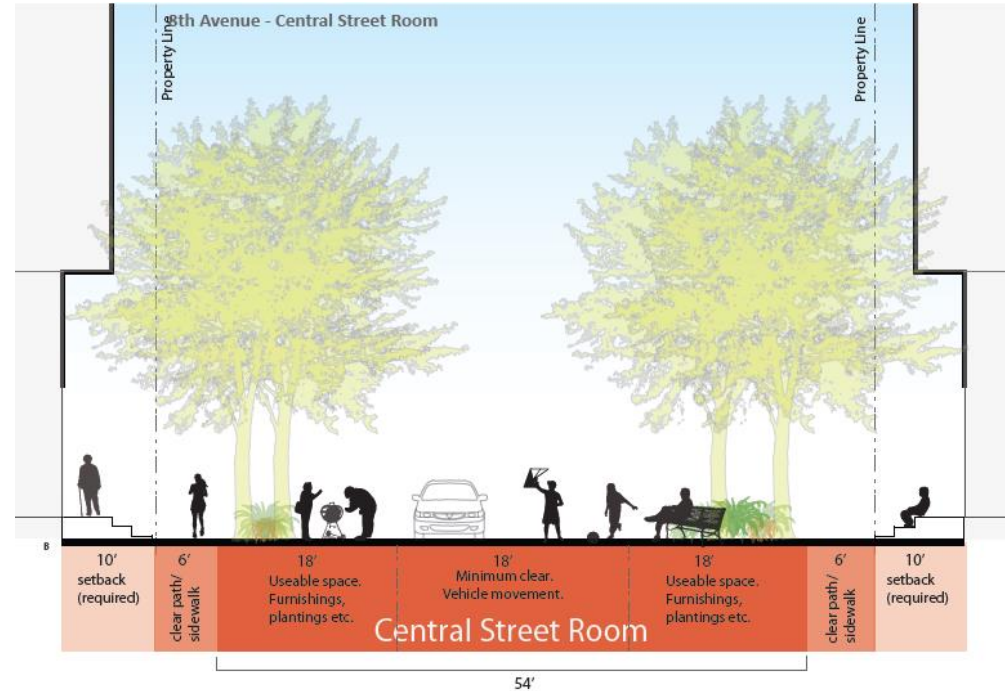 8th Avenue - Central Street Room
Property Line
Property Line
B
10'
setback
(required)
6'
clear path/
sidewalk
18'
Useable space.
Furnishings,
plantings etc.
18'
Minimum clear.
Vehicle movement.
18'
Useable space.
Furnishings,
plantings etc.
6'
clear path/
sidewalk
10'
setback
(required)
Central Street Room
54'